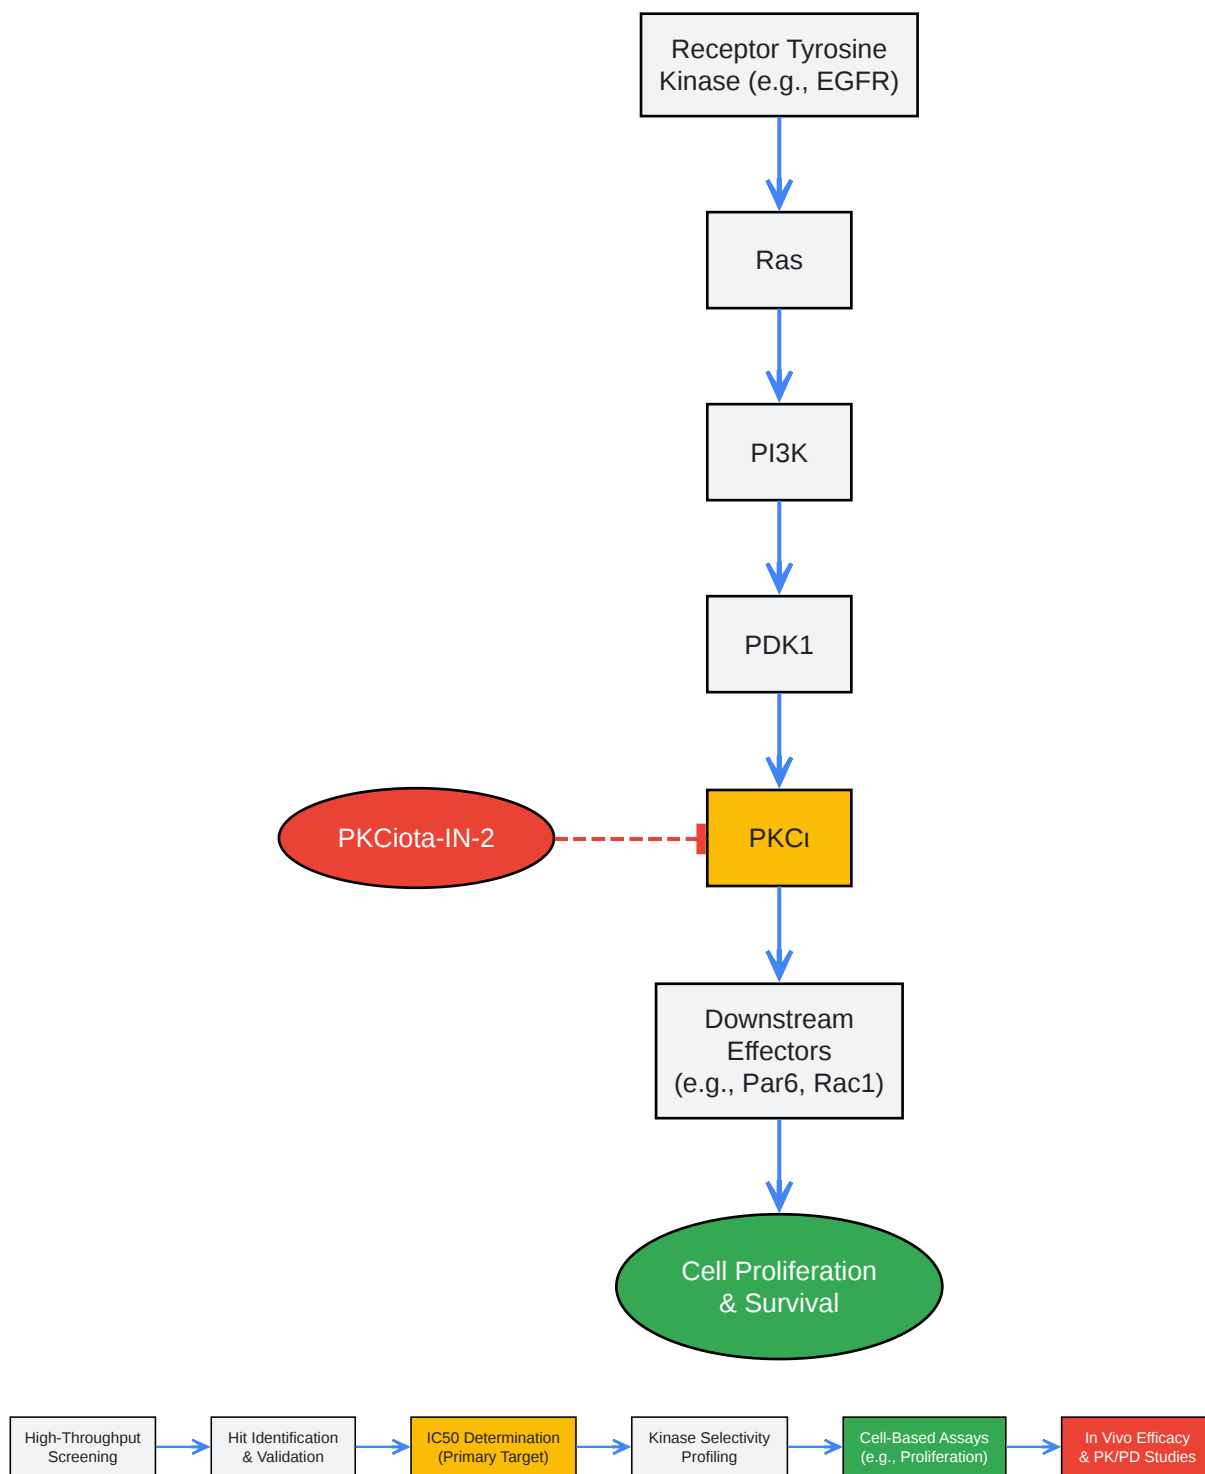 Receptor Tyrosine
Kinase (e.g., EGFR)
Ras
PI3K
PDK1
PKCiota-IN-2
PKCι
Downstream
Effectors
(e.g., Par6, Rac1)
Cell Proliferation
& Survival
High-Throughput
Screening
Hit Identification
& Validation
IC50 Determination
(Primary Target)
Kinase Selectivity
Profiling
Cell-Based Assays
(e.g., Proliferation)
In Vivo Efficacy
& PK/PD Studies